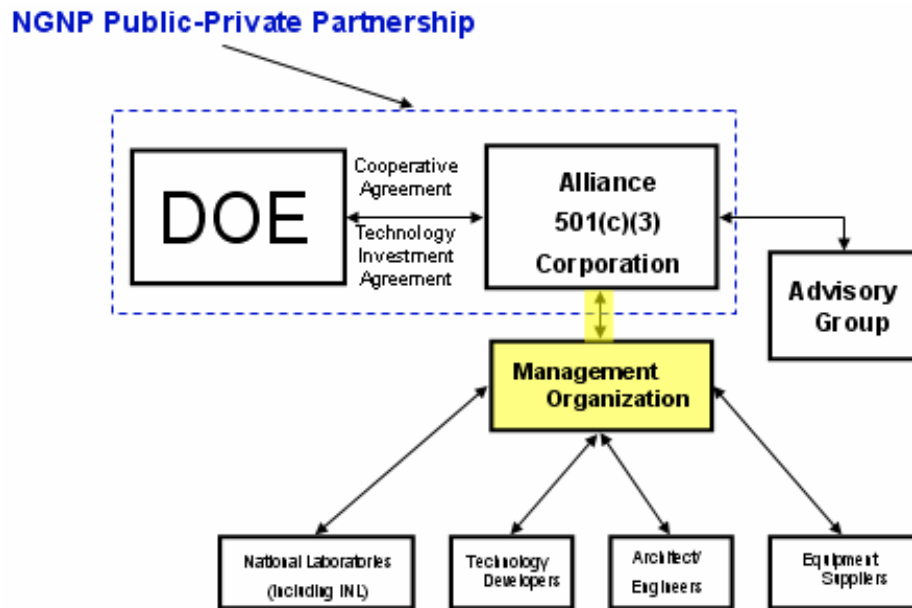 NGNP Public-Private Partnership
DOE
Cooperative
Agreement
Technology
Investment
Agreement
Alliance
501(c)(3)
Corporation
Advisory
Group
Management
Organization
National Laboratories
(Including INL)
Technology
Developers
Architect/
Engineers
Equipment
Suppliers